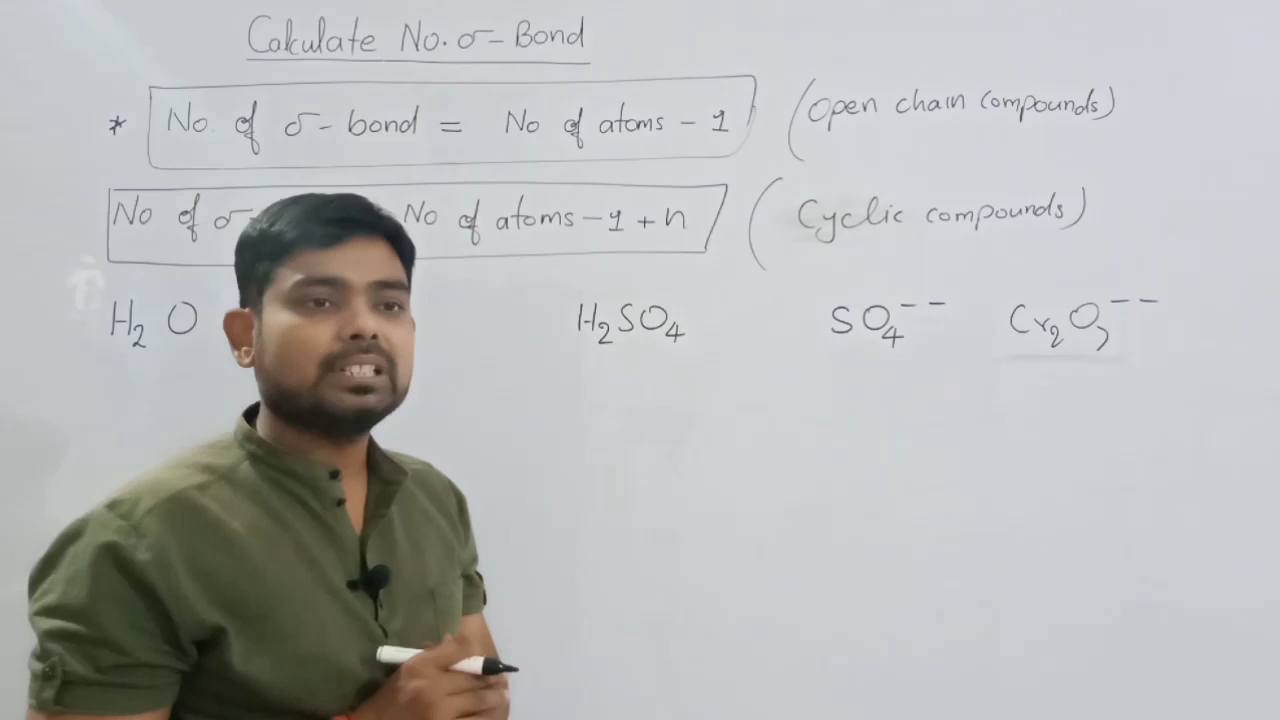 Calculate No. σ-Bond
* No. of σ-bond = No of atoms - 1 (Open chain compounds)
No of σ No of atoms - 1 + n (Cyclic compounds)
H₂O H₂SO₄ SO₄⁻⁻ Cr₂O₇⁻⁻